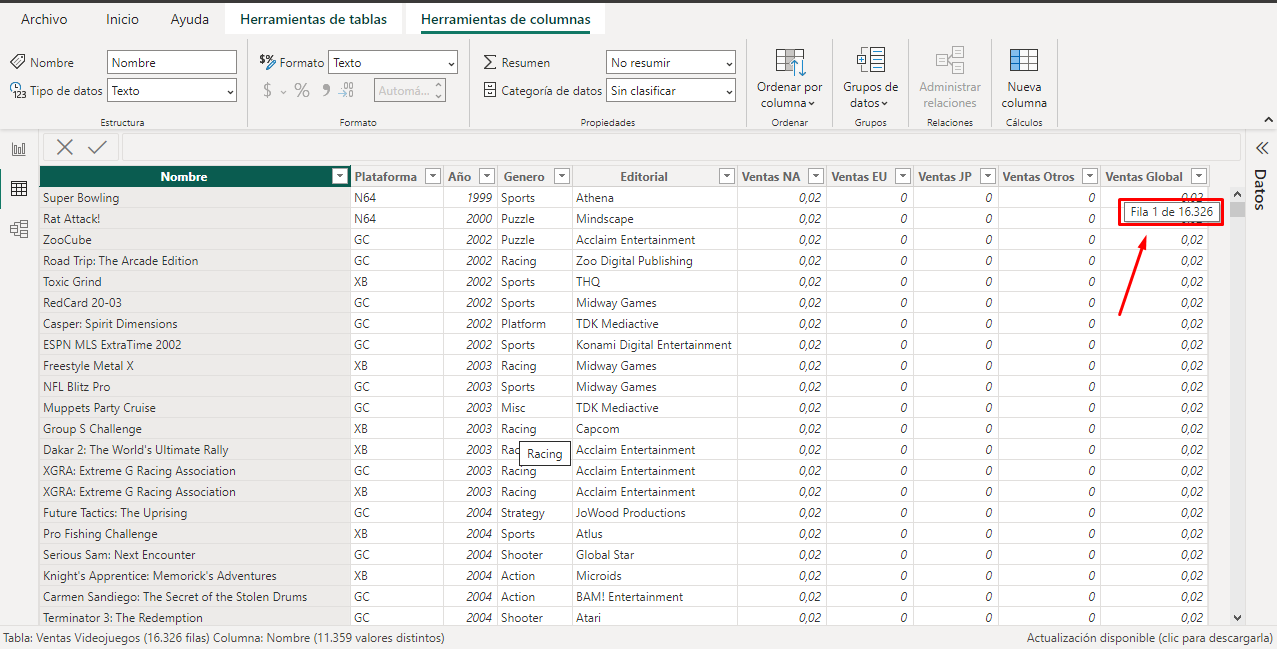 Archivo Inicio Ayuda Herramientas de tablas Herramientas de columnas
Nombre Nombre $% Formato Texto Resumen No resumir
Tipo de datos Texto $ % Automá... Categoría de datos Sin clasificar
Ordenar por columna Grupos de datos Administrar relaciones Nueva columna
Estructura Formato Propiedades Ordenar Grupos Relaciones Cálculos
Datos
Nombre Plataforma Año Genero Editorial Ventas NA Ventas EU Ventas JP Ventas Otros Ventas Global
Super Bowling N64 1999 Sports Athena 0,02 0 0 0 0,02
Rat Attack! N64 2000 Puzzle Mindscape 0,02 0 0 0
Fila 1 de 16.326
ZooCube GC 2002 Puzzle Acclaim Entertainment 0,02 0 0 0 0,02
Road Trip: The Arcade Edition GC 2002 Racing Zoo Digital Publishing 0,02 0 0 0 0,02
Toxic Grind XB 2002 Sports THQ 0,02 0 0 0 0,02
RedCard 20-03 GC 2002 Sports Midway Games 0,02 0 0 0 0,02
Casper: Spirit Dimensions GC 2002 Platform TDK Mediactive 0,02 0 0 0 0,02
ESPN MLS ExtraTime 2002 GC 2002 Sports Konami Digital Entertainment 0,02 0 0 0 0,02
Freestyle Metal X XB 2003 Racing Midway Games 0,02 0 0 0 0,02
NFL Blitz Pro GC 2003 Sports Midway Games 0,02 0 0 0 0,02
Muppets Party Cruise GC 2003 Misc TDK Mediactive 0,02 0 0 0 0,02
Group S Challenge XB 2003 Racing Capcom 0,02 0 0 0 0,02
Dakar 2: The World's Ultimate Rally XB 2003 Rac Acclaim Entertainment 0,02 0 0 0 0,02
Racing
XGRA: Extreme G Racing Association GC 2003 Racing Acclaim Entertainment 0,02 0 0 0 0,02
XGRA: Extreme G Racing Association XB 2003 Racing Acclaim Entertainment 0,02 0 0 0 0,02
Future Tactics: The Uprising GC 2004 Strategy JoWood Productions 0,02 0 0 0 0,02
Pro Fishing Challenge XB 2004 Sports Atlus 0,02 0 0 0 0,02
Serious Sam: Next Encounter GC 2004 Shooter Global Star 0,02 0 0 0 0,02
Knight's Apprentice: Memorick's Adventures XB 2004 Action Microids 0,02 0 0 0 0,02
Carmen Sandiego: The Secret of the Stolen Drums GC 2004 Action BAM! Entertainment 0,02 0 0 0 0,02
Terminator 3: The Redemption GC 2004 Shooter Atari 0,02 0 0 0 0,02
Tabla: Ventas Videojuegos (16.326 filas) Columna: Nombre (11.359 valores distintos) Actualización disponible (clic para descargarla)